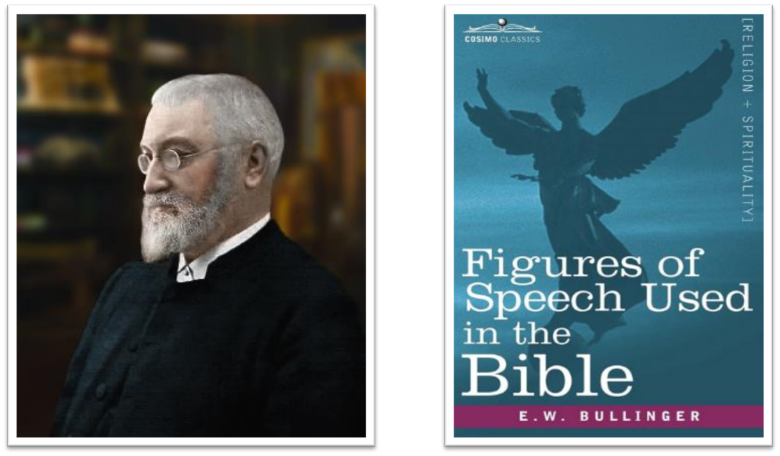 COSIMO CLASSICS
[RELIGION + SPIRITUALITY]
Figures of
Speech Used
in the
Bible
E.W. BULLINGER